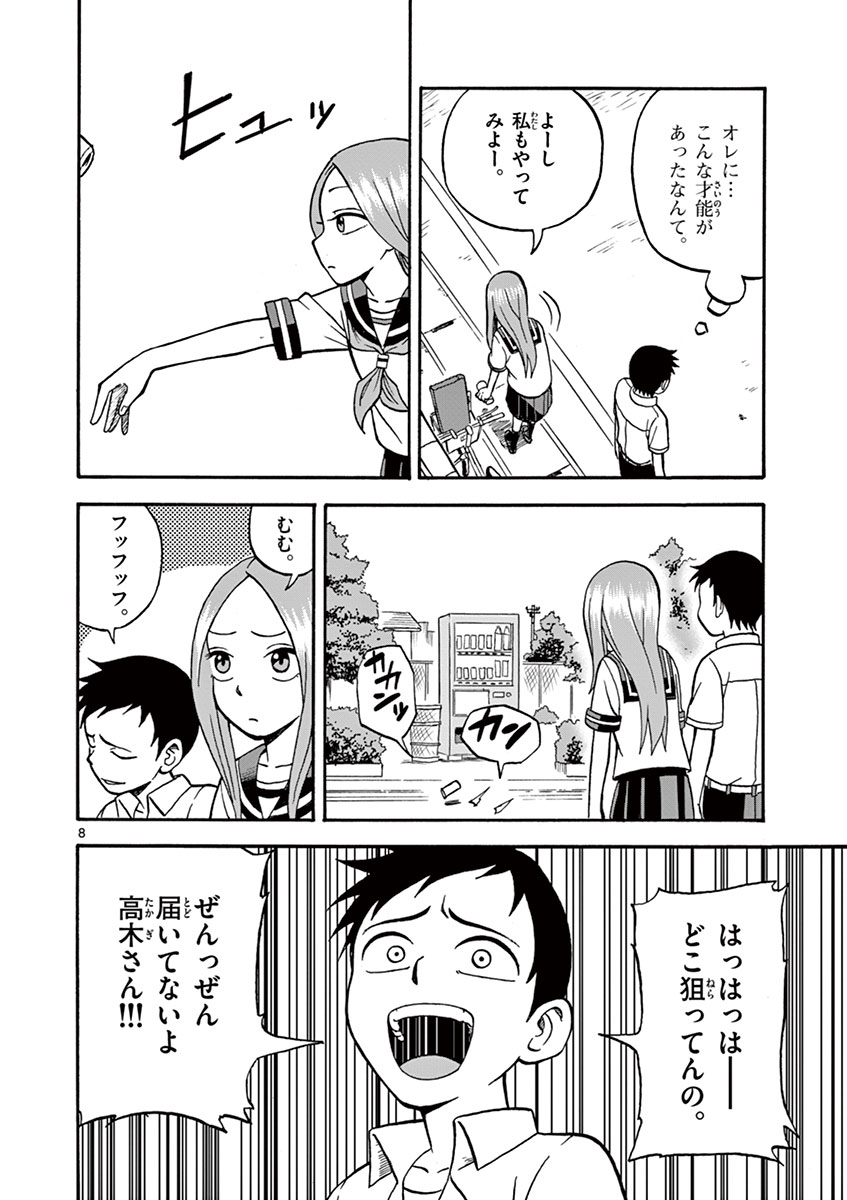 オレに…
こんな才能が
あったなんて。
よーし
私もやって
みよー。
ヒュッ
カカンッ
カンッ
むむ。
フッフッフ。
8
はっはっはー
どこ狙ってんの。
ぜんっぜん
届いてないよ
高木さん!!!